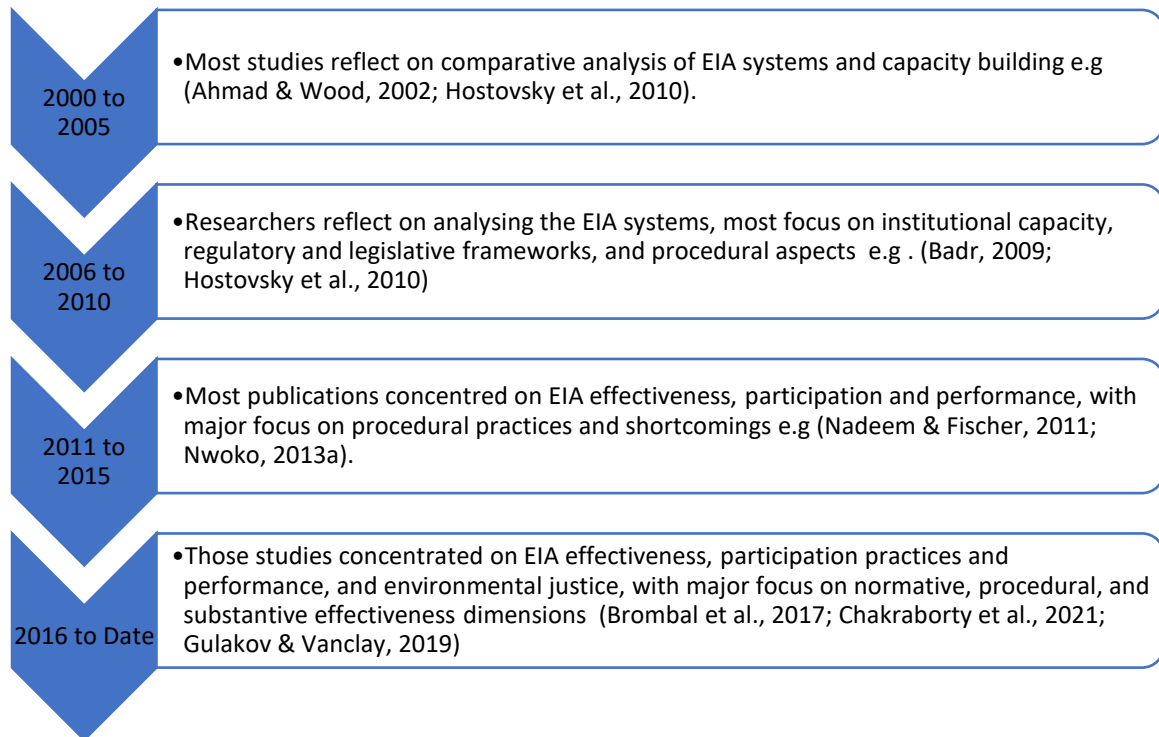 2000 to
2005
•Most studies reflect on comparative analysis of EIA systems and capacity building e.g
(Ahmad & Wood, 2002; Hostovsky et al., 2010).
2006 to
2010
•Researchers reflect on analysing the EIA systems, most focus on institutional capacity,
regulatory and legislative frameworks, and procedural aspects  e.g . (Badr, 2009;
Hostovsky et al., 2010)
2011 to
2015
•Most publications concentred on EIA effectiveness, participation and performance, with
major focus on procedural practices and shortcomings e.g (Nadeem & Fischer, 2011;
Nwoko, 2013a).
2016 to Date
•Those studies concentrated on EIA effectiveness, participation practices and
performance, and environmental justice, with major focus on normative, procedural, and
substantive effectiveness dimensions  (Brombal et al., 2017; Chakraborty et al., 2021;
Gulakov & Vanclay, 2019)